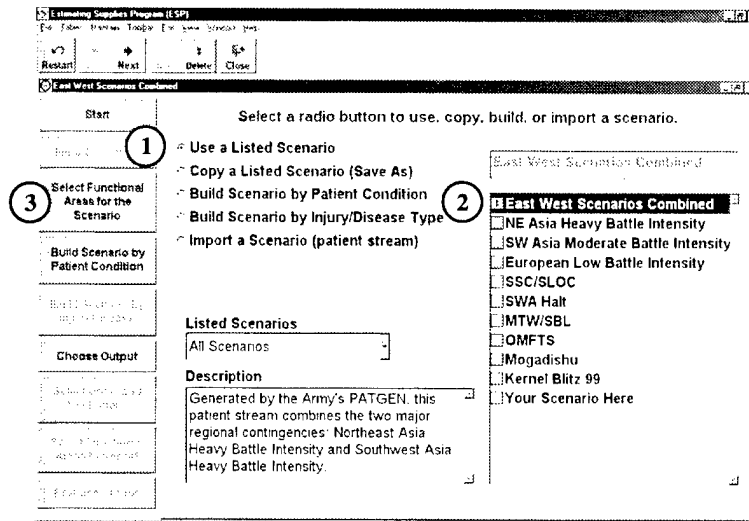 Estimating Supplies Program (ESP)
Restart Next Delete Close
East West Scenarios Combined
Start
Select a radio button to use, copy, build, or import a scenario.
1
Use a Listed Scenario
Copy a Listed Scenario (Save As)
Build Scenario by Patient Condition
Build Scenario by Injury/Disease Type
Import a Scenario (patient stream)
3
Select Functional
Areas for the
Scenario
Build Scenario by
Patient Condition
Choose Output
Listed Scenarios
All Scenarios
Description
Generated by the Army's PATGEN, this
patient stream combines the two major
regional contingencies: Northeast Asia
Heavy Battle Intensity and Southwest Asia
Heavy Battle Intensity.
East West Scenarios Combined
2
East West Scenarios Combined
NE Asia Heavy Battle Intensity
SW Asia Moderate Battle Intensity
European Low Battle Intensity
SSC/SLOC
SWA Halt
MTW/SBL
OMFTS
Mogadishu
Kernel Blitz 99
Your Scenario Here